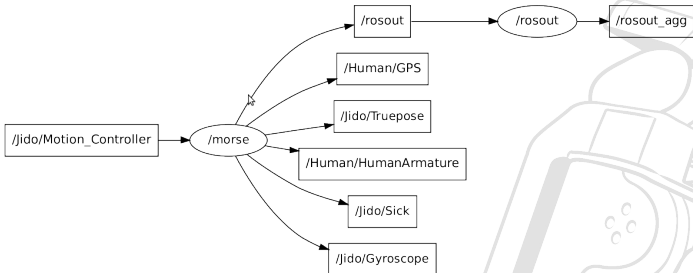 /rosout
/rosout
/rosout_agg
/Human/GPS
/Jido/Truepose
/Jido/Motion_Controller
/morse
/Human/HumanArmature
/Jido/Sick
/Jido/Gyroscope